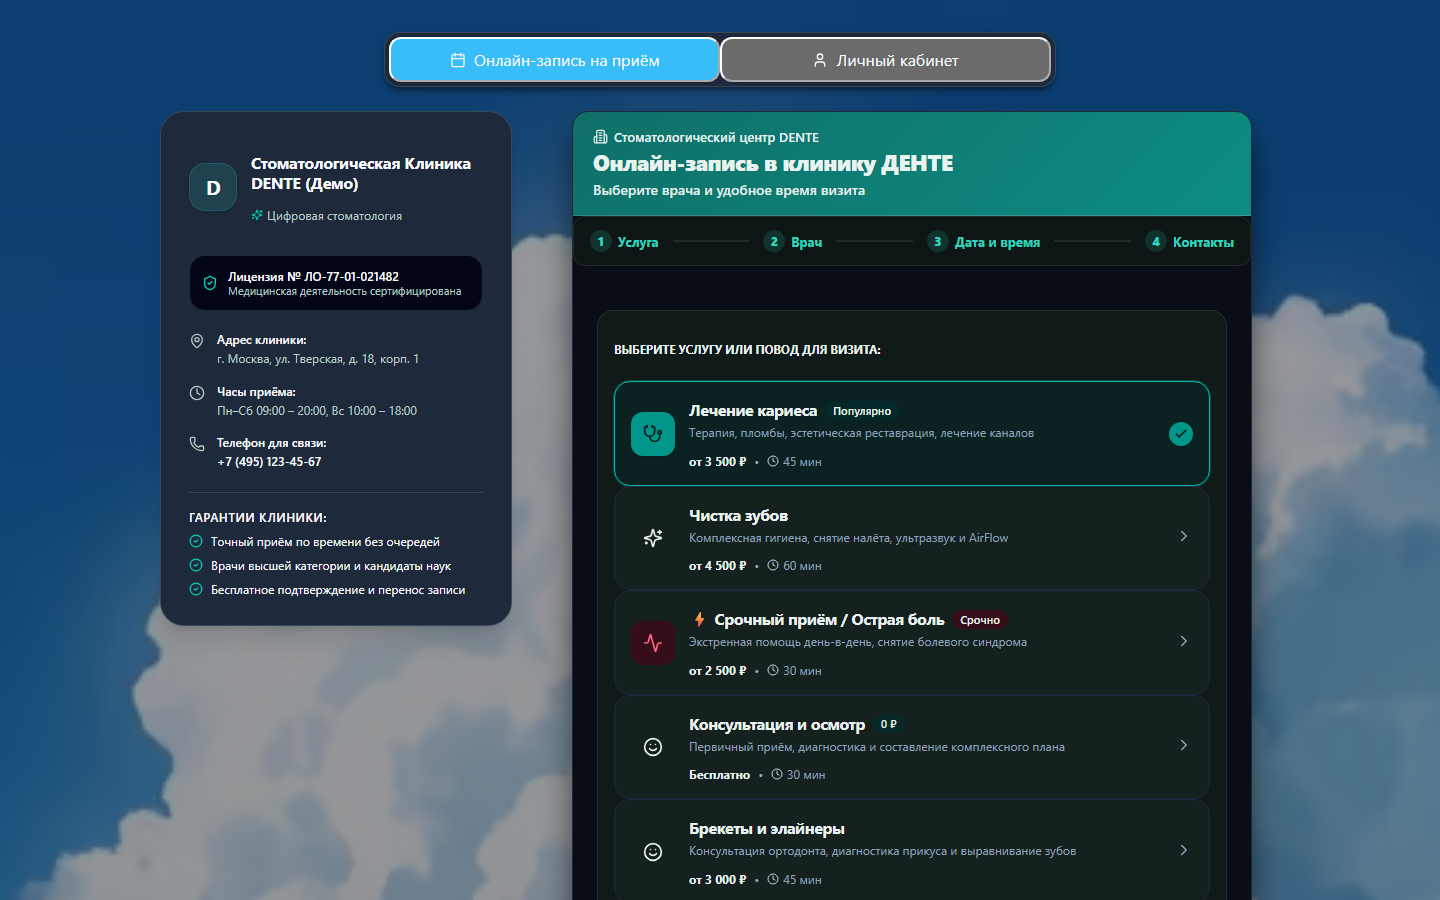 Онлайн-запись на приём
Личный кабинет
D
Стоматологическая Клиника
DENTE (Демо)
Цифровая стоматология
Лицензия № ЛО-77-01-021482
Медицинская деятельность сертифицирована
Адрес клиники:
г. Москва, ул. Тверская, д. 18, корп. 1
Часы приёма:
Пн–Сб 09:00 – 20:00, Вс 10:00 – 18:00
Телефон для связи:
+7 (495) 123-45-67
ГАРАНТИИ КЛИНИКИ:
Точный приём по времени без очередей
Врачи высшей категории и кандидаты наук
Бесплатное подтверждение и перенос записи
Стоматологический центр DENTE
Онлайн-запись в клинику ДЕНТЕ
Выберите врача и удобное время визита
1 Услуга 2 Врач 3 Дата и время 4 Контакты
ВЫБЕРИТЕ УСЛУГУ ИЛИ ПОВОД ДЛЯ ВИЗИТА:
Лечение кариеса Популярно
Терапия, пломбы, эстетическая реставрация, лечение каналов
от 3 500 ₽ • 45 мин
Чистка зубов
Комплексная гигиена, снятие налёта, ультразвук и AirFlow
от 4 500 ₽ • 60 мин
Срочный приём / Острая боль Срочно
Экстренная помощь день-в-день, снятие болевого синдрома
от 2 500 ₽ • 30 мин
Консультация и осмотр 0 ₽
Первичный приём, диагностика и составление комплексного плана
Бесплатно • 30 мин
Брекеты и элайнеры
Консультация ортодонта, диагностика прикуса и выравнивание зубов
от 3 000 ₽ • 45 мин